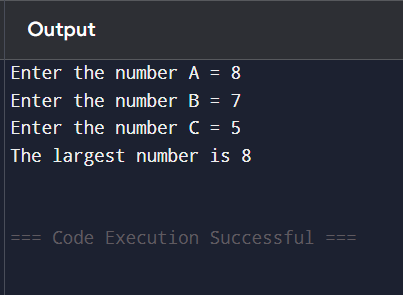 Output
Enter the number A = 8
Enter the number B = 7
Enter the number C = 5
The largest number is 8
=== Code Execution Successful ===